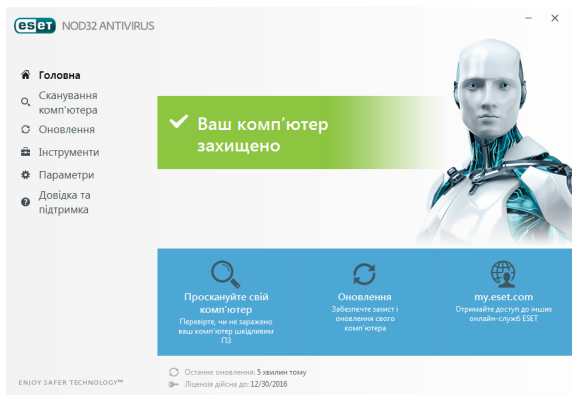 eset NOD32 ANTIVIRUS
Головна
Сканування
комп'ютера
Оновлення
Інструменти
Параметри
Довідка та
підтримка
Ваш комп'ютер
захищено
Проскануйте свій
комп'ютер
Перевірте, чи не заражено
ваш комп'ютер шкідливим
ПЗ
Оновлення
Забезпечте захист і
оновлення свого
комп'ютера
my.eset.com
Отримайте доступ до інших
онлайн-служб ESET
Останнє оновлення: 5 хвилин тому
Ліцензія дійсна до: 12/30/2016
ENJOY SAFER TECHNOLOGY™